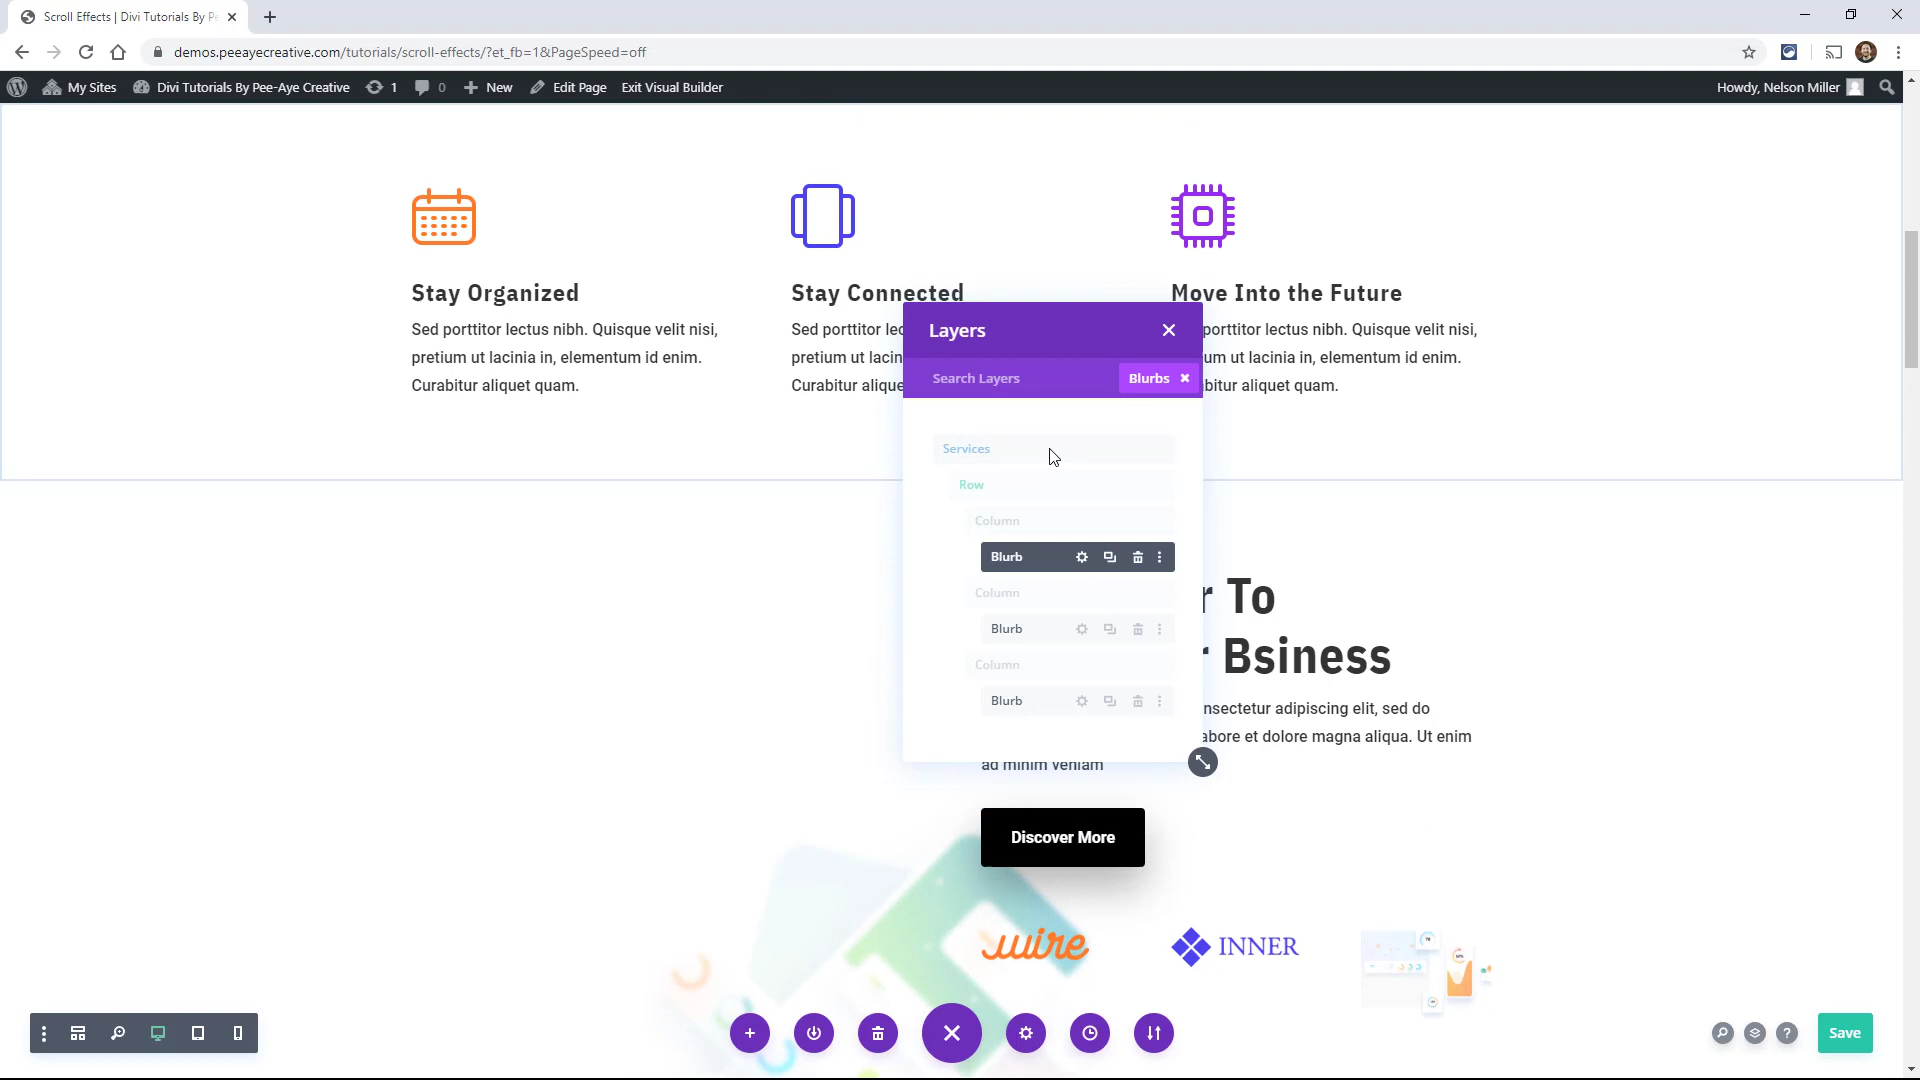 Scroll Effects | Divi Tutorials By Pe
demos.peeayecreative.com/tutorials/scroll-effects/?et_fb=1&PageSpeed=off
My Sites
Divi Tutorials By Pee-Aye Creative
1
0
New
Edit Page
Exit Visual Builder
Howdy, Nelson Miller
Stay Organized
Sed porttitor lectus nibh. Quisque velit nisi,
pretium ut lacinia in, elementum id enim.
Curabitur aliquet quam.
Stay Connected
Sed porttitor lec
pretium ut lacin
Curabitur alique
Move Into the Future
porttitor lectus nibh. Quisque velit nisi,
um ut lacinia in, elementum id enim.
bitur aliquet quam.
Layers
Search Layers
Blurbs
Services
Row
Column
Blurb
Column
Blurb
Column
Blurb
r To
r Bsiness
nsectetur adipiscing elit, sed do
abore et dolore magna aliqua. Ut enim
ad minim veniam
Discover More
wire
INNER
?
Save